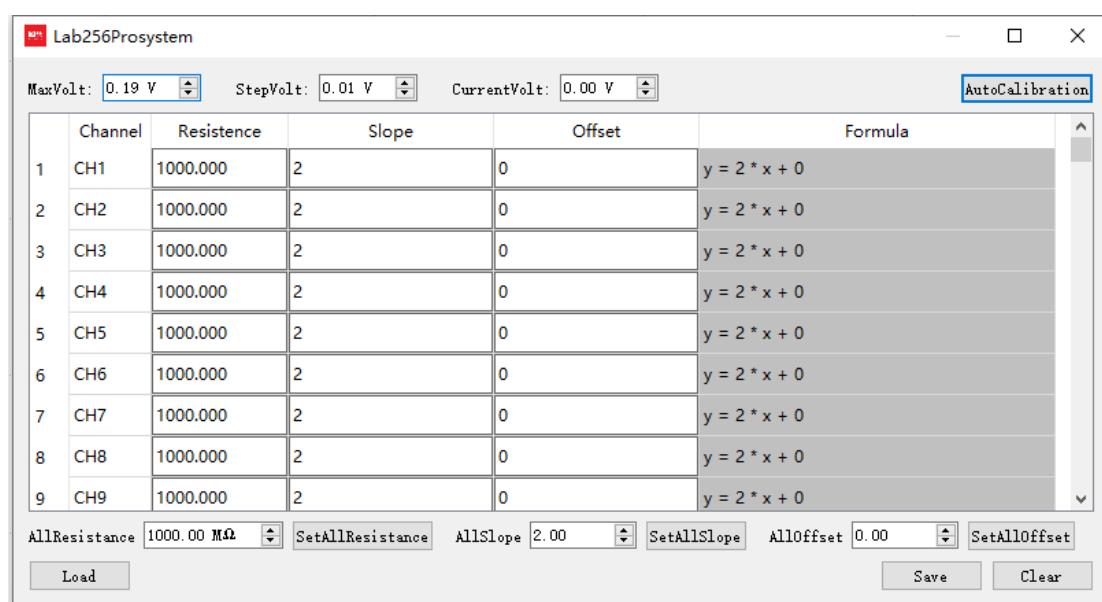 Lab256Prosystem
MaxVolt: 0.19 V StepVolt: 0.01 V CurrentVolt: 0.00 V AutoCalibration
Channel Resistence Slope Offset Formula
1 CH1 1000.000 2 0 y = 2 * x + 0
2 CH2 1000.000 2 0 y = 2 * x + 0
3 CH3 1000.000 2 0 y = 2 * x + 0
4 CH4 1000.000 2 0 y = 2 * x + 0
5 CH5 1000.000 2 0 y = 2 * x + 0
6 CH6 1000.000 2 0 y = 2 * x + 0
7 CH7 1000.000 2 0 y = 2 * x + 0
8 CH8 1000.000 2 0 y = 2 * x + 0
9 CH9 1000.000 2 0 y = 2 * x + 0
AllResistance 1000.00 MΩ SetAllResistance AllSlope 2.00 SetAllSlope AllOffset 0.00 SetAllOffset
Load Save Clear